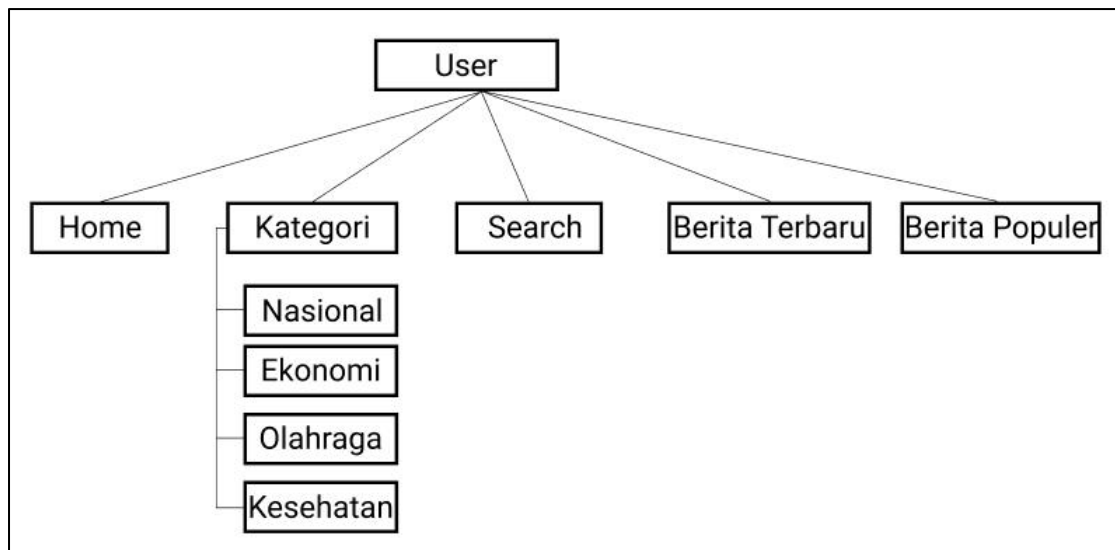 User
Home
Kategori
Search
Berita Terbaru
Berita Populer
Nasional
Ekonomi
Olahraga
Kesehatan